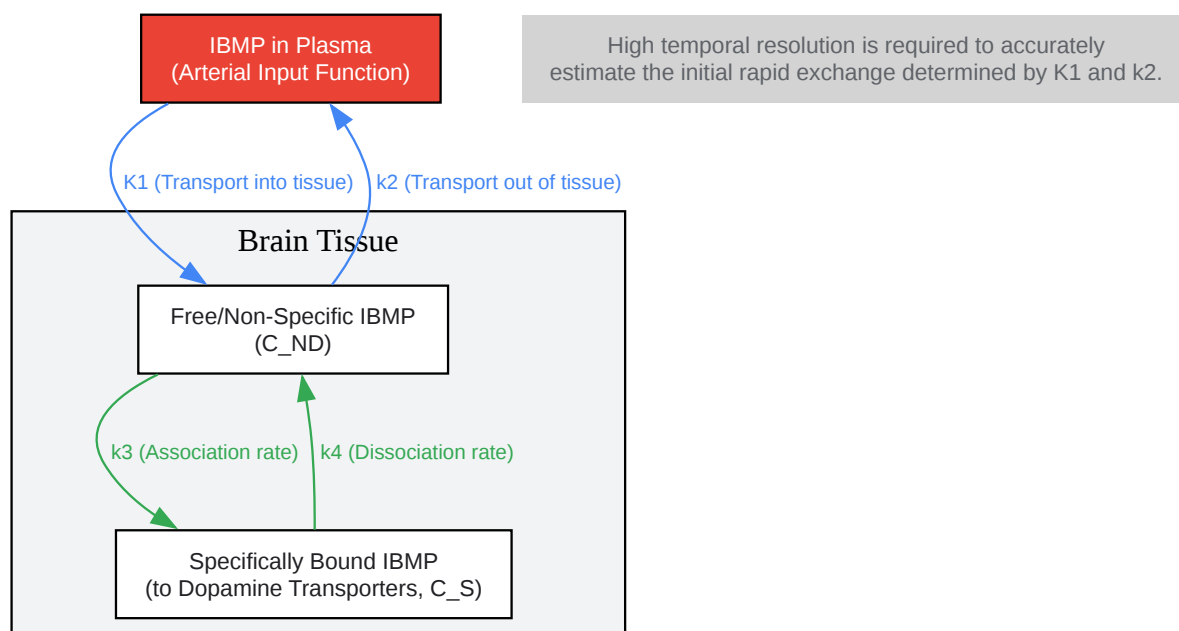 IBMP in Plasma
(Arterial Input Function)
High temporal resolution is required to accurately
estimate the initial rapid exchange determined by K1 and k2.
K1 (Transport into tissue)
k2 (Transport out of tissue)
Brain Tissue
Free/Non-Specific IBMP
(C_ND)
k3 (Association rate)
k4 (Dissociation rate)
Specifically Bound IBMP
(to Dopamine Transporters, C_S)